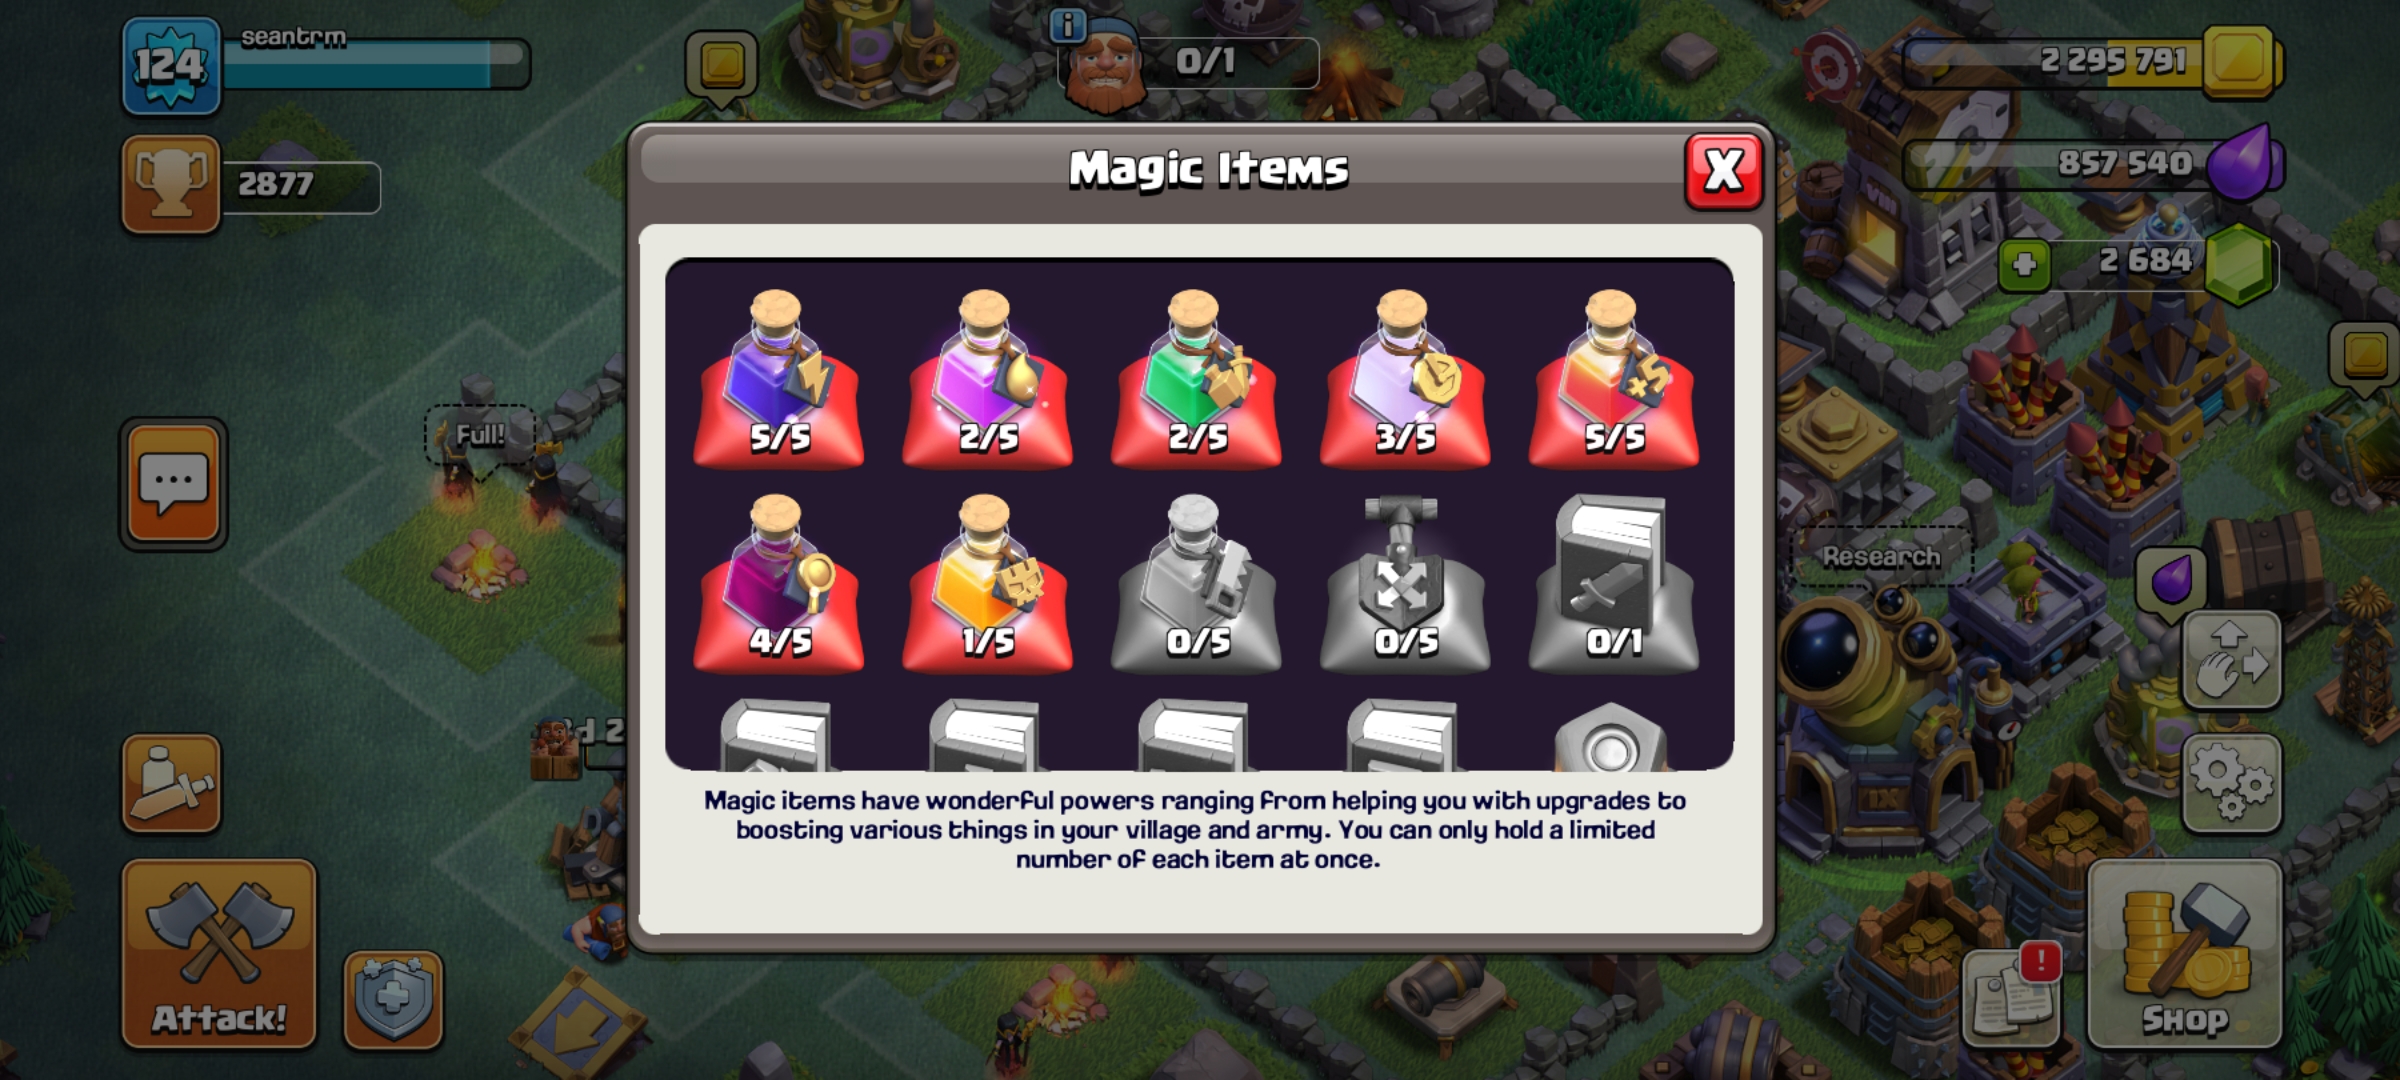 124
seantrm
2877
0/1
2 295 791
857 540
2 684
Magic Items
X
5/5
2/5
2/5
3/5
x5
5/5
4/5
1/5
0/5
0/5
0/1
Full!
Research
VIII
IX
Magic items have wonderful powers ranging from helping you with upgrades to
boosting various things in your village and army. You can only hold a limited
number of each item at once.
Attack!
!
Shop